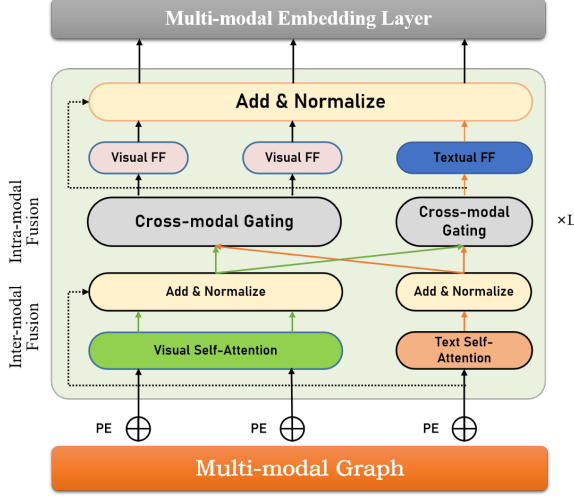 Multi-modal Embedding Layer
Add & Normalize
Visual FF
Visual FF
Textual FF
Intra-modal
Fusion
Cross-modal Gating
Cross-modal
Gating
×L
Inter-modal
Fusion
Add & Normalize
Add & Normalize
Visual Self-Attention
Text Self-
Attention
PE
PE
PE
Multi-modal Graph